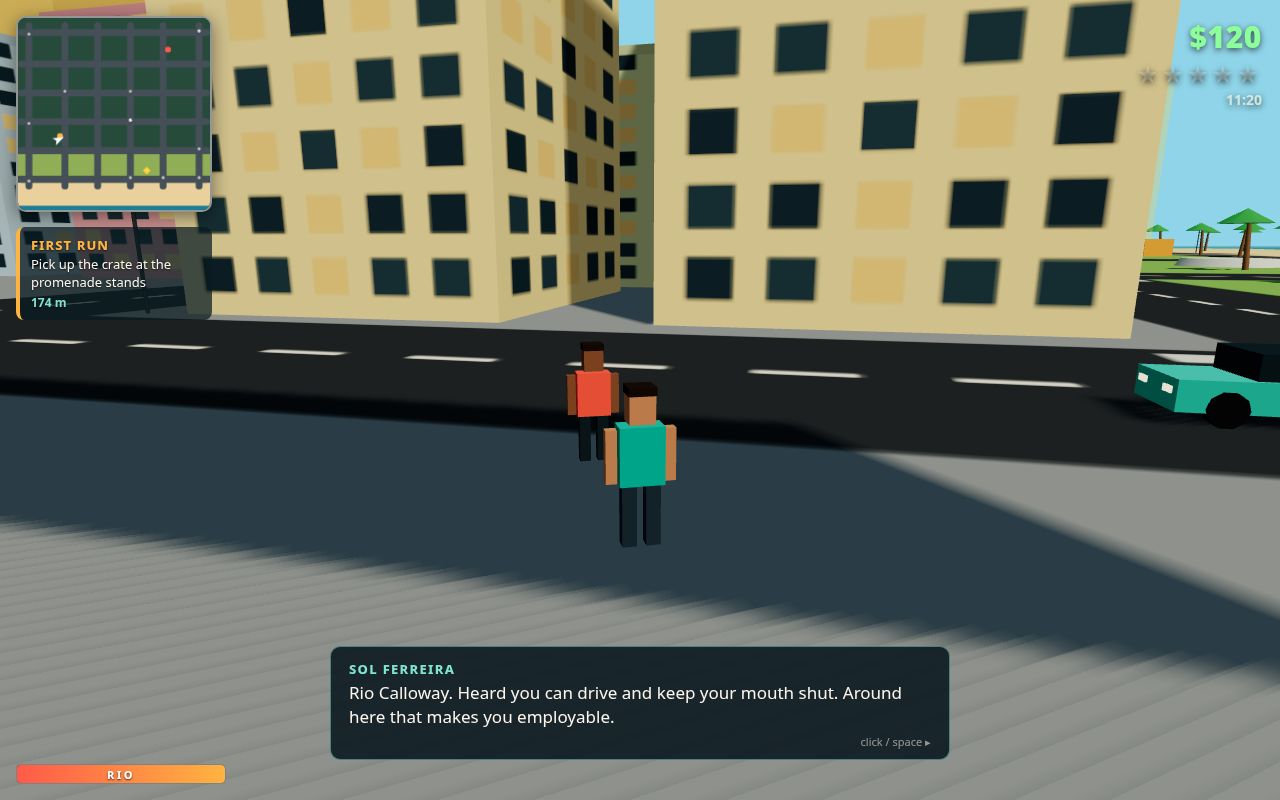 $120
11:20
FIRST RUN
Pick up the crate at the
promenade stands
174 m
SOL FERREIRA
Rio Calloway. Heard you can drive and keep your mouth shut. Around
here that makes you employable.
click / space ▸
RIO